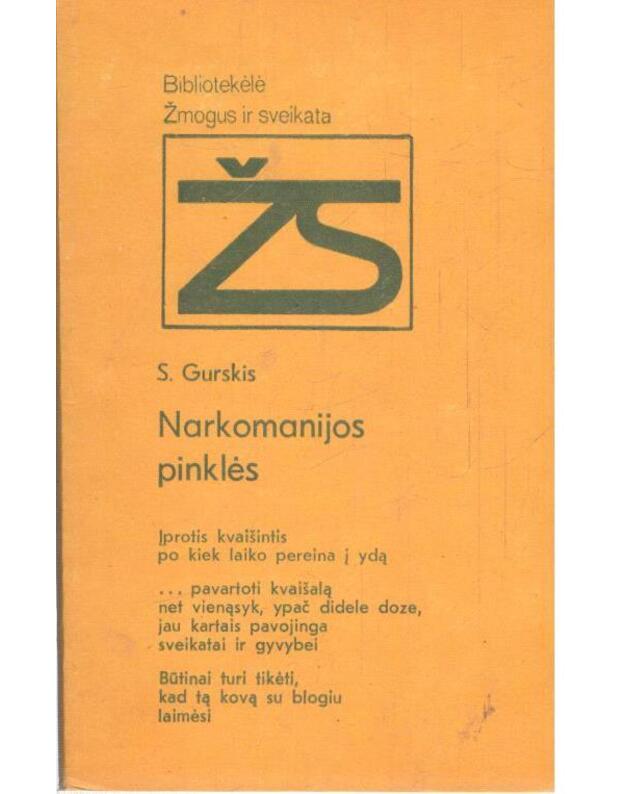 Bibliotekėlė
Žmogus ir sveikata
ŽS
S. Gurskis
Narkomanijos
pinklės
Įprotis kvaišintis
po kiek laiko pereina į ydą
... pavartoti kvaišalą
net vienąsyk, ypač didele doze,
jau kartais pavojinga
sveikatai ir gyvybei
Būtinai turi tikėti,
kad tą kovą su blogiu
laimėsi